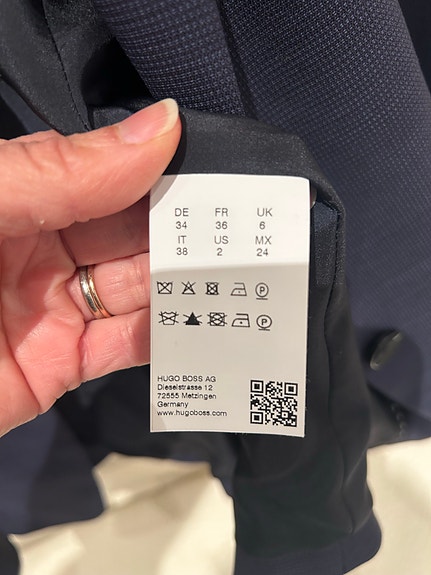 DE FR UK
34 36 6
IT US MX
38 2 24
P
P
HUGO BOSS AG
Dieselstrasse 12
72555 Metzingen
Germany
www.hugoboss.com